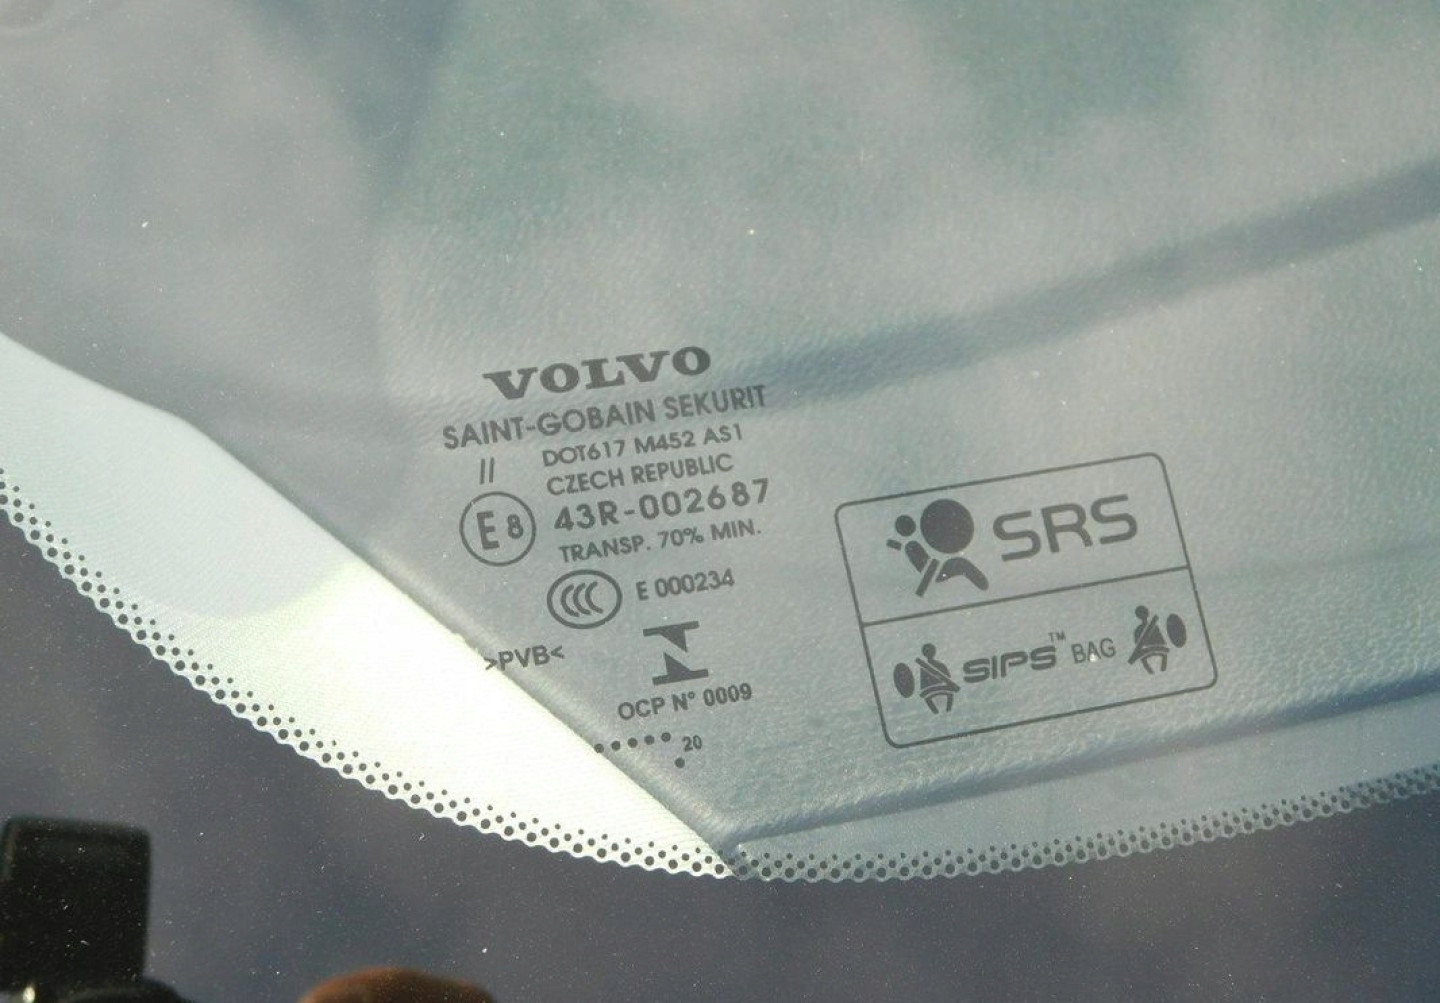 VOLVO
SAINT-GOBAIN SEKURIT
DOT617 M452 AS1
//
CZECH REPUBLIC
E8 43R-002687
TRANSP. 70% MIN.
CCC E 000234
>PVB<
OCP N° 0009
20
SRS
SIPS™ BAG